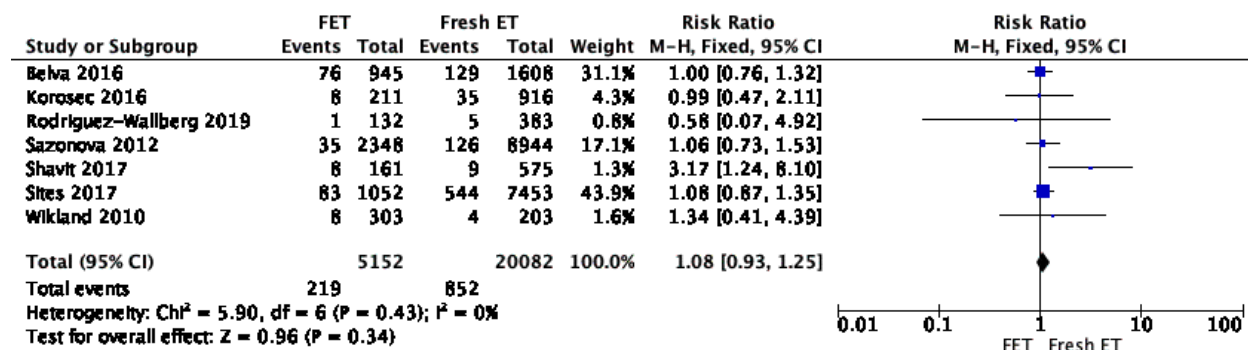 FET Fresh ET Risk Ratio Risk Ratio
Study or Subgroup Events Total Events Total Weight M-H, Fixed, 95% CI M-H, Fixed, 95% CI
Belva 2016 76 945 129 1608 31.1% 1.00 [0.76, 1.32]
Korosec 2016 8 211 35 916 4.3% 0.99 [0.47, 2.11]
Rodriguez-Wallberg 2019 1 132 5 383 0.8% 0.58 [0.07, 4.92]
Sazonova 2012 35 2348 126 8944 17.1% 1.06 [0.73, 1.53]
Shavit 2017 8 161 9 575 1.3% 3.17 [1.24, 8.10]
Sites 2017 83 1052 544 7453 43.9% 1.08 [0.87, 1.35]
Wikland 2010 8 303 4 203 1.6% 1.34 [0.41, 4.39]
Total (95% CI) 5152 20082 100.0% 1.08 [0.93, 1.25]
Total events 219 852
Heterogeneity: Chi² = 5.90, df = 6 (P = 0.43); I² = 0%
Test for overall effect: Z = 0.96 (P = 0.34)
0.01 0.1 1 10 100
FET Fresh ET